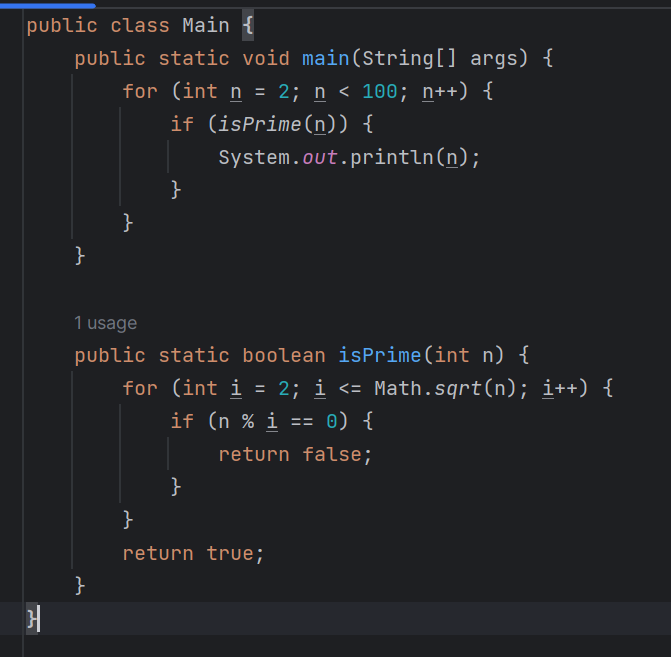 public class Main {
    public static void main(String[] args) {
        for (int n = 2; n < 100; n++) {
            if (isPrime(n)) {
                System.out.println(n);
            }
        }
    }
1 usage
    public static boolean isPrime(int n) {
        for (int i = 2; i <= Math.sqrt(n); i++) {
            if (n % i == 0) {
                return false;
            }
        }
        return true;
    }
}